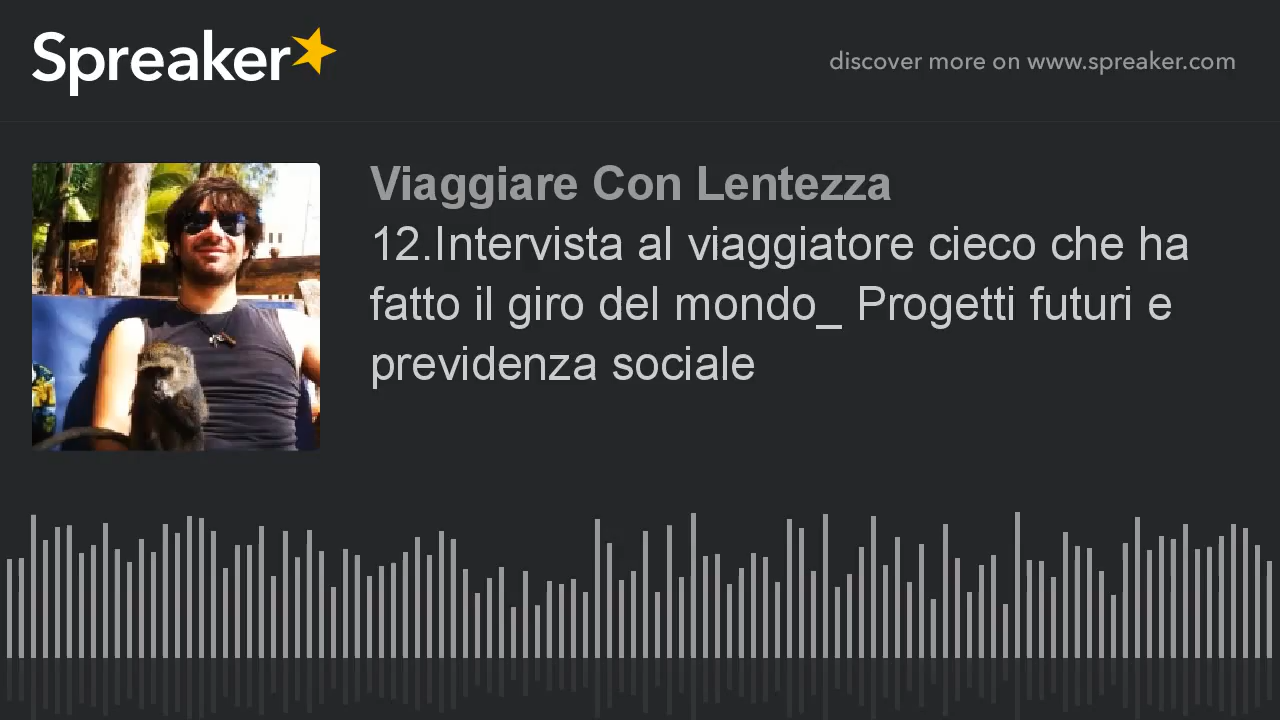 Spreaker
discover more on www.spreaker.com
Viaggiare Con Lentezza
12.Intervista al viaggiatore cieco che ha
fatto il giro del mondo_ Progetti futuri e
previdenza sociale